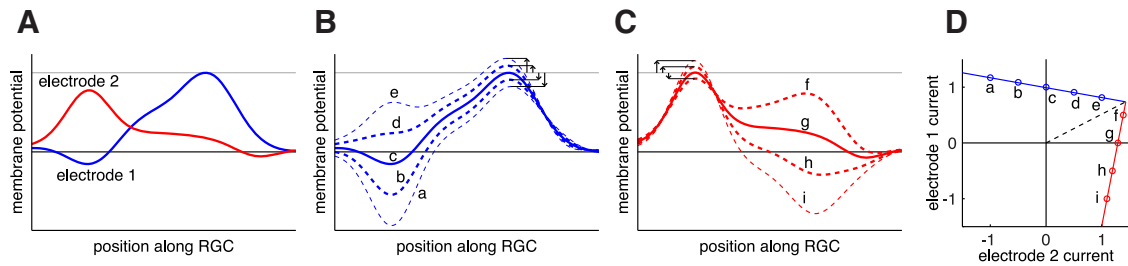 A
membrane potential
electrode 2
electrode 1
position along RGC
B
membrane potential
e
d
c
b
a
position along RGC
C
membrane potential
f
g
h
i
position along RGC
D
electrode 1 current
1
0
-1
a
b
c
d
e
f
g
h
i
-1
0
1
electrode 2 current